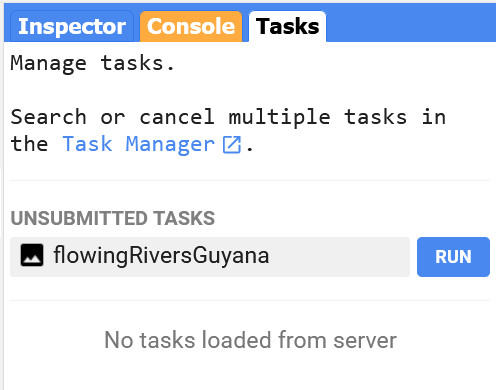 Inspector Console Tasks
Manage tasks.
Search or cancel multiple tasks in
the Task Manager.
UNSUBMITTED TASKS
flowingRiversGuyana RUN
No tasks loaded from server